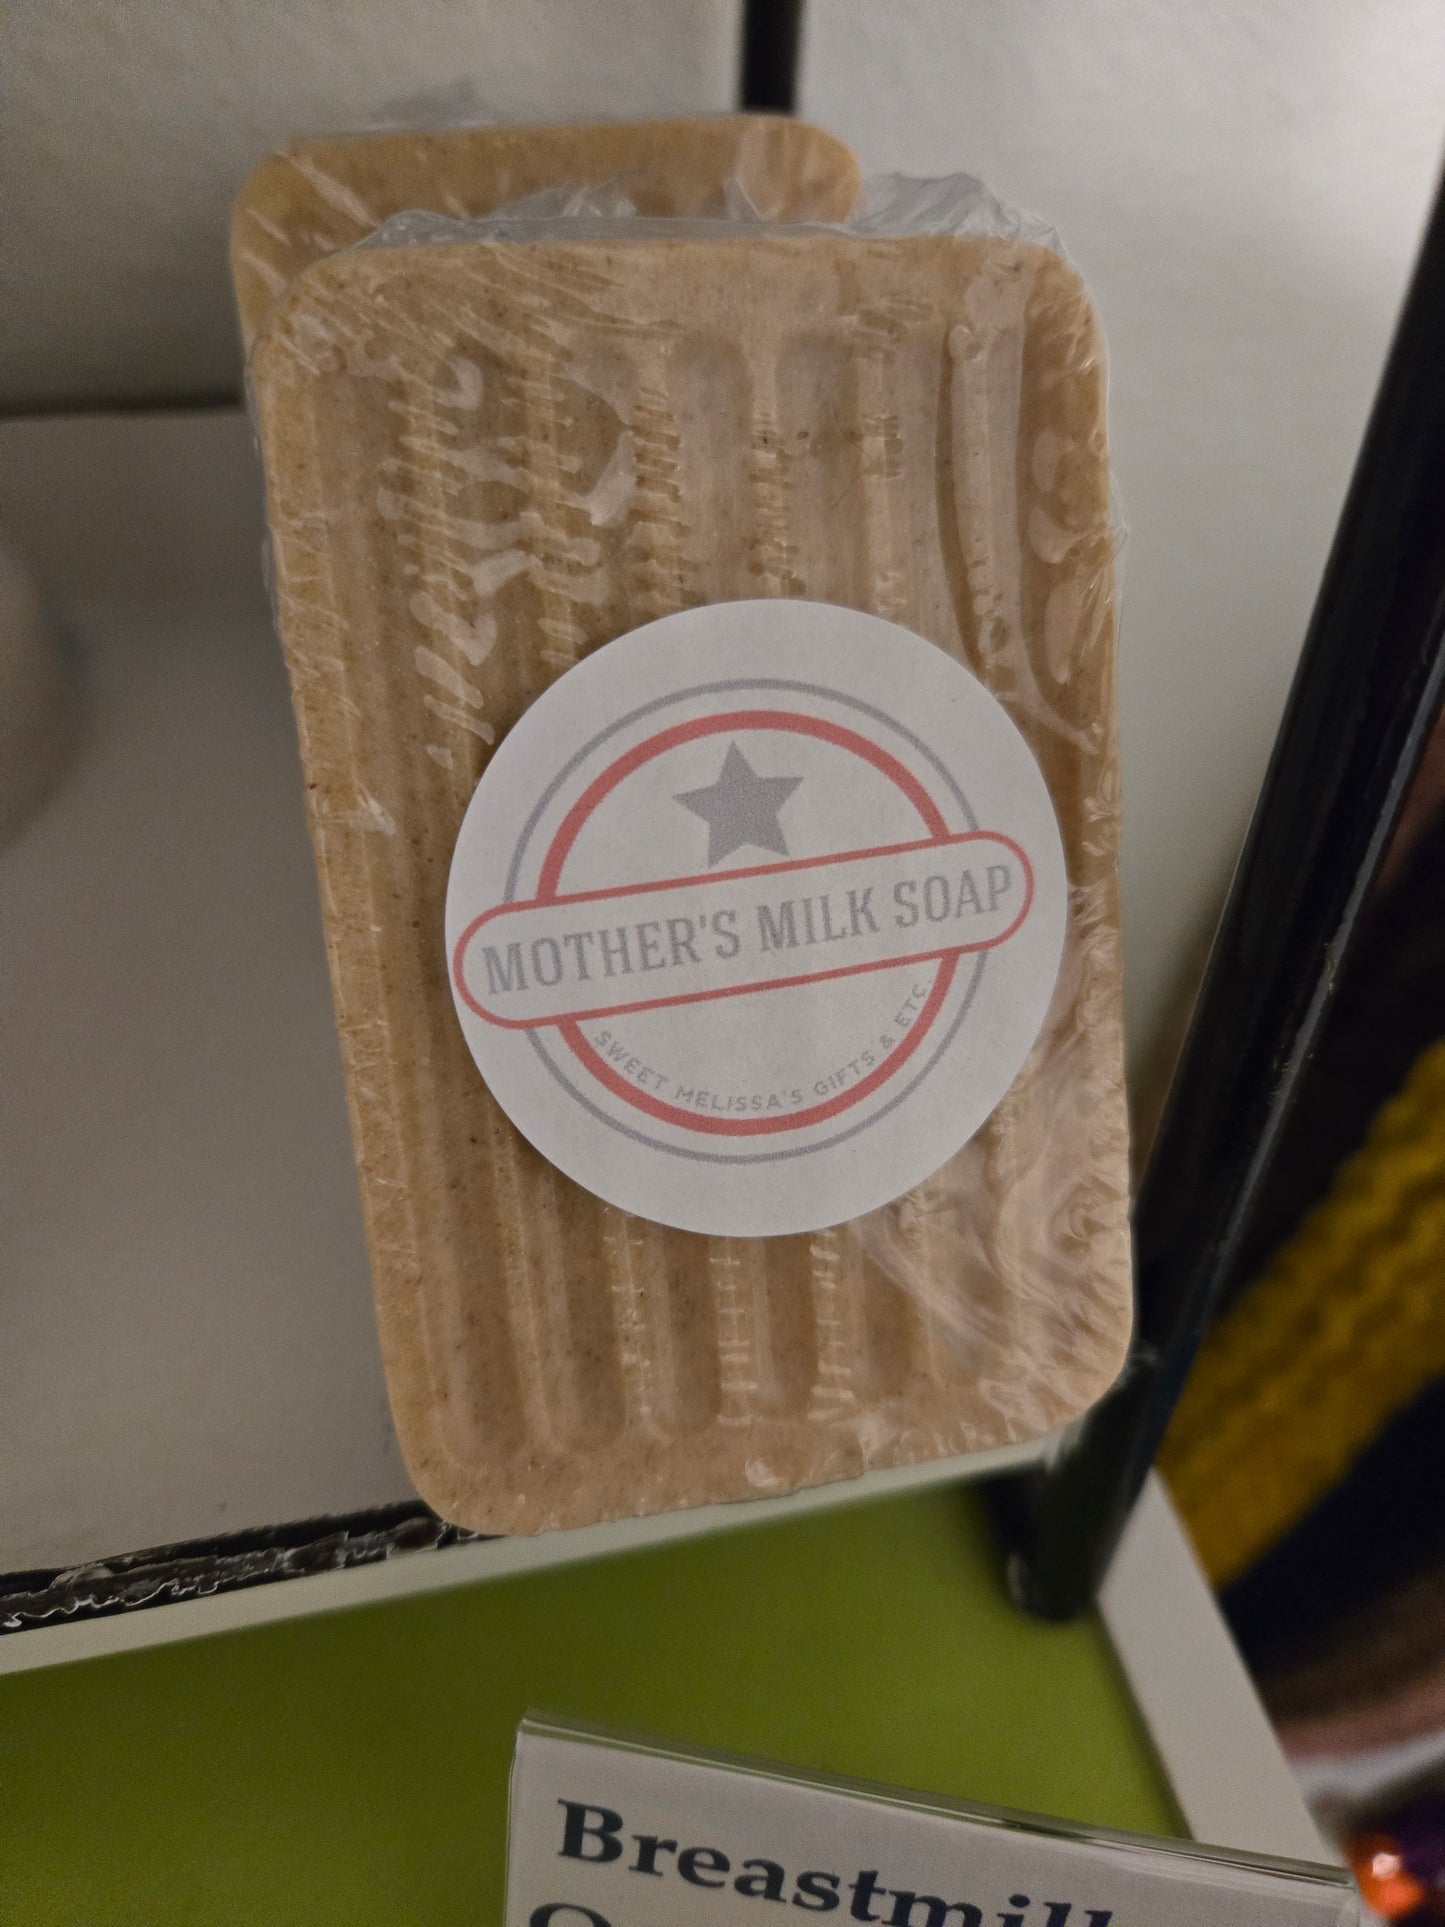 MOTHER'S MILK SOAP
SWEET MELISSA'S GIFTS & ETC.
Breastmilk